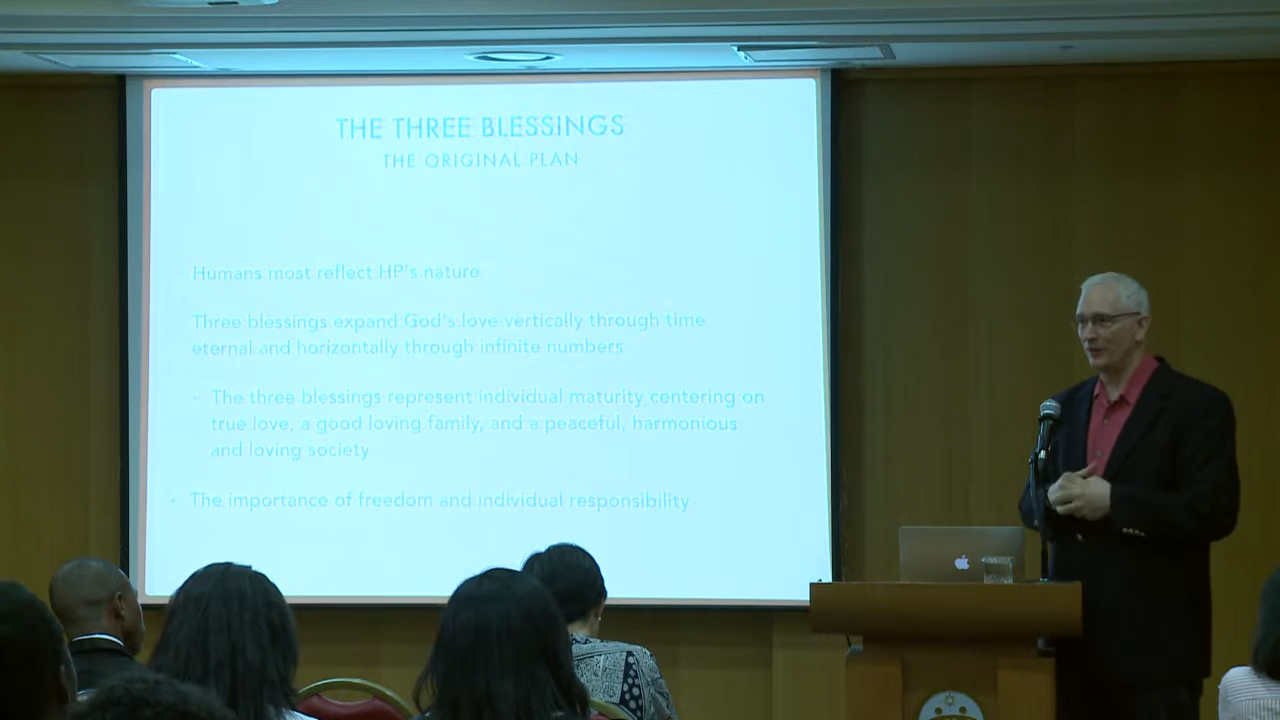 THE THREE BLESSINGS
THE ORIGINAL PLAN
Humans most reflect HP's nature
Three blessings expand God's love vertically through time
eternal and horizontally through infinite numbers
- The three blessings represent individual maturity centering on
true love, a good loving family, and a peaceful, harmonious
and loving society
• The importance of freedom and individual responsibility